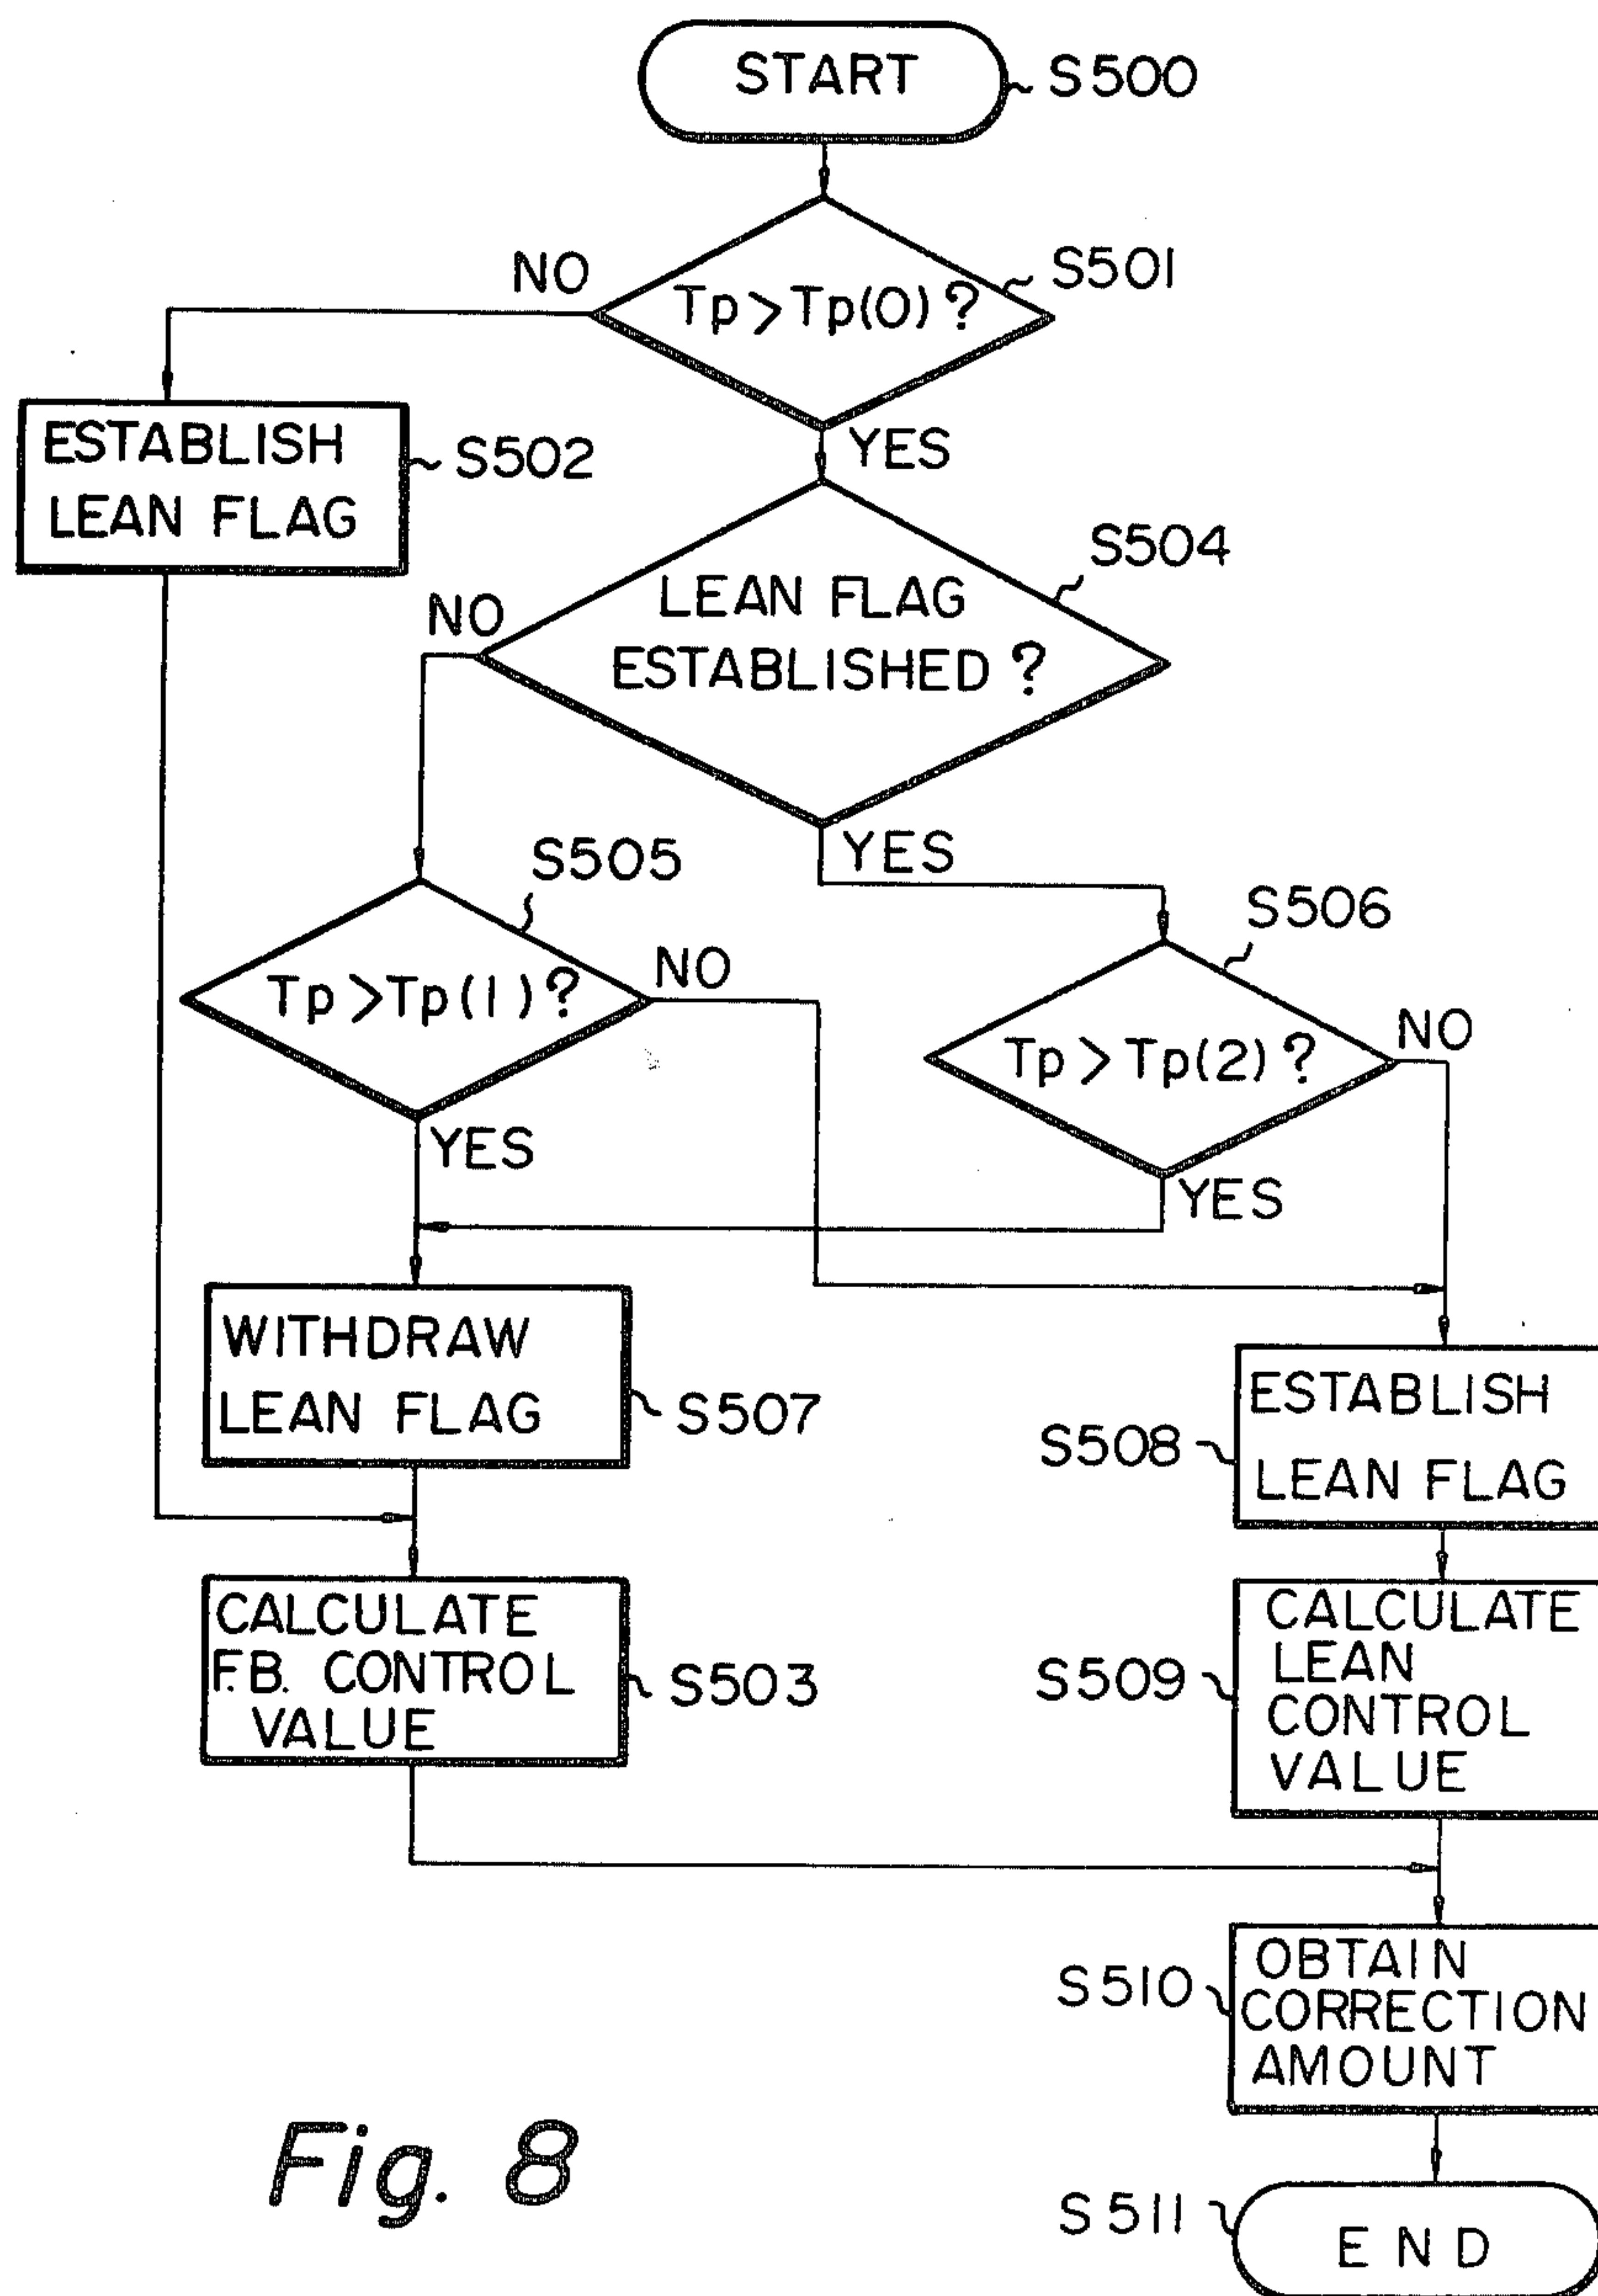 START
S500
NO
Tp>Tp(0)?
S501
YES
ESTABLISH
LEAN FLAG
S502
S504
LEAN FLAG
ESTABLISHED?
NO
YES
S505
Tp>Tp(1)?
NO
YES
S506
Tp>Tp(2)?
NO
YES
WITHDRAW
LEAN FLAG
S507
ESTABLISH
LEAN FLAG
S508
CALCULATE
F.B. CONTROL
VALUE
S503
CALCULATE
LEAN
CONTROL
VALUE
S509
OBTAIN
CORRECTION
AMOUNT
S510
END
S511
Fig. 8